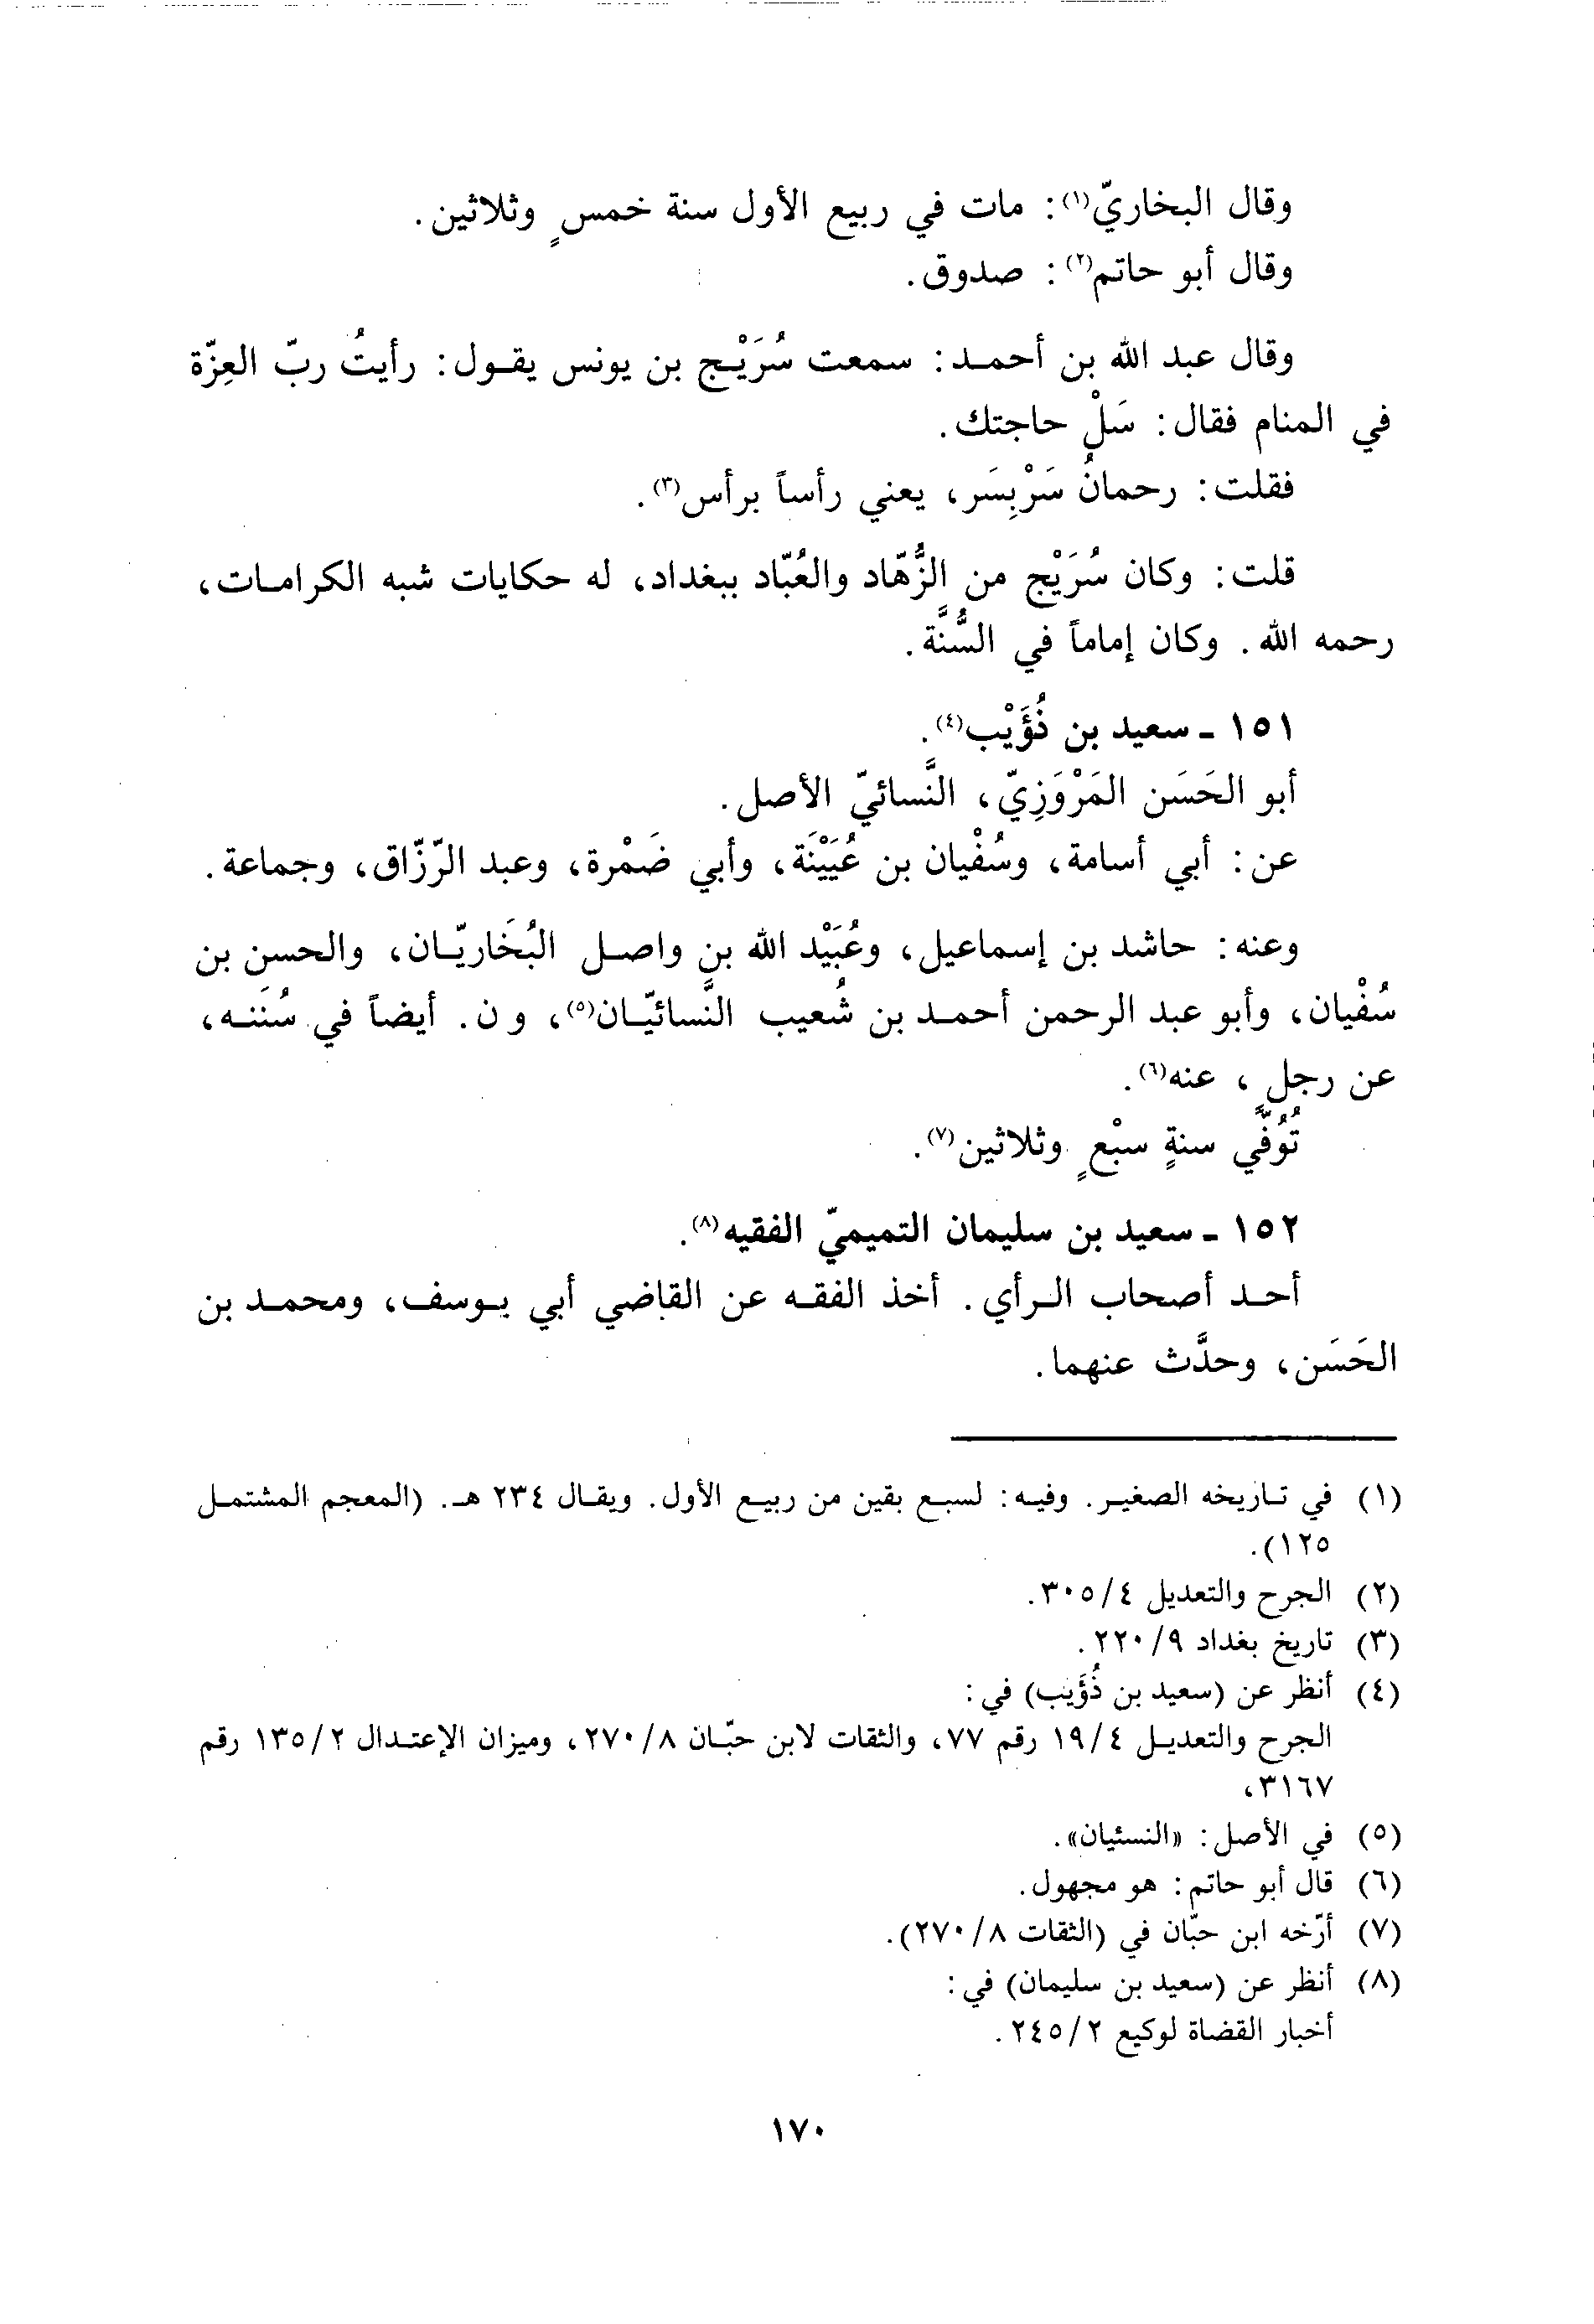 وقال البخاريّ(١): مات في ربيع الأول سنة خمسٍ وثلاثين.
وقال أبو حاتم(٢): صدوق.
وقال عبد الله بن أحمد: سمعت سُرَيْج بن يونس يقول: رأيتُ ربّ العِزّة
في المنام فقال: سَلْ حاجتك.
فقلت: رحمانُ سَرْبِسَر، يعني رأساً برأس(٣).
قلت: وكان سُرَيْج من الزُّهّاد والعُبّاد ببغداد، له حكايات شبه الكرامات،
رحمه الله. وكان إماماً في السُّنَّة.
١٥١ - سعيد بن ذُؤَيْب(٤).
أبو الحَسَن المَرْوَزِيّ، النَّسائيّ الأصل.
عن: أبي أسامة، وسُفْيان بن عُيَيْنَة، وأبي ضَمْرة، وعبد الرّزّاق، وجماعة.
وعنه: حاشد بن إسماعيل، وعُبَيْد الله بن واصل البُخَاريّان، والحسن بن
سُفْيان، وأبو عبد الرحمن أحمد بن شُعيب النَّسائيّان(٥)، و ن. أيضاً في سُنَنه،
عن رجلٍ، عنه(٦).
تُوُفّي سنةٍ سبْعٍ وثلاثين(٧).
١٥٢ - سعيد بن سليمان التميميّ الفقيه(٨).
أحد أصحاب الرأي. أخذ الفقه عن القاضي أبي يوسف، ومحمد بن
الحَسَن، وحدَّث عنهما.
(١) في تاريخه الصغير. وفيه: لسبع بقين من ربيع الأول. ويقال ٢٣٤ هـ. (المعجم المشتمل
١٢٥).
(٢) الجرح والتعديل ٣٠٥/٤.
(٣) تاريخ بغداد ٢٢٠/٩.
(٤) أنظر عن (سعيد بن ذُؤَيب) في:
الجرح والتعديل ١٩/٤ رقم ٧٧، والثقات لابن حبّان ٢٧٠/٨، وميزان الإعتدال ١٣٥/٢ رقم
٣١٦٧،
(٥) في الأصل: «النسئيان».
(٦) قال أبو حاتم: هو مجهول.
(٧) أرّخه ابن حبّان في (الثقات ٢٧٠/٨).
(٨) أنظر عن (سعيد بن سليمان) في:
أخبار القضاة لوكيع ٢٤٥/٢.
١٧٠